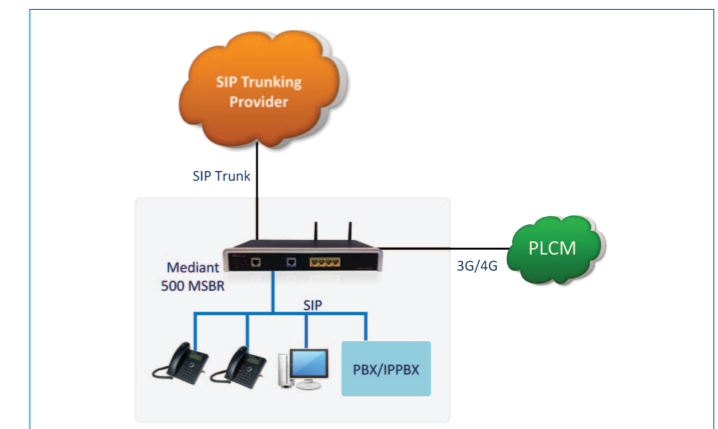 SIP Trunking
Provider
SIP Trunk
Mediant
500 MSBR
3G/4G
PLCM
SIP
PBX/IPPBX